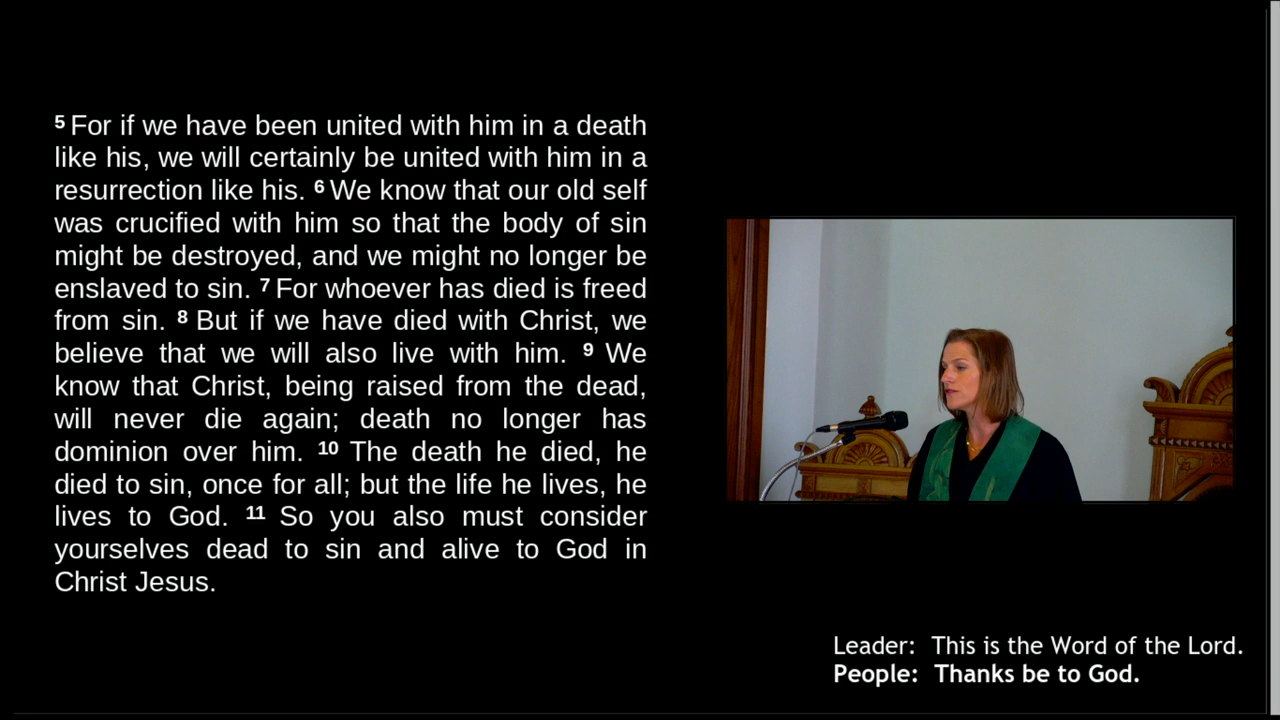 5 For if we have been united with him in a death
like his, we will certainly be united with him in a
resurrection like his. 6 We know that our old self
was crucified with him so that the body of sin
might be destroyed, and we might no longer be
enslaved to sin. 7 For whoever has died is freed
from sin. 8 But if we have died with Christ, we
believe that we will also live with him. 9 We
know that Christ, being raised from the dead,
will never die again; death no longer has
dominion over him. 10 The death he died, he
died to sin, once for all; but the life he lives, he
lives to God. 11 So you also must consider
yourselves dead to sin and alive to God in
Christ Jesus.
Leader: This is the Word of the Lord.
People: Thanks be to God.